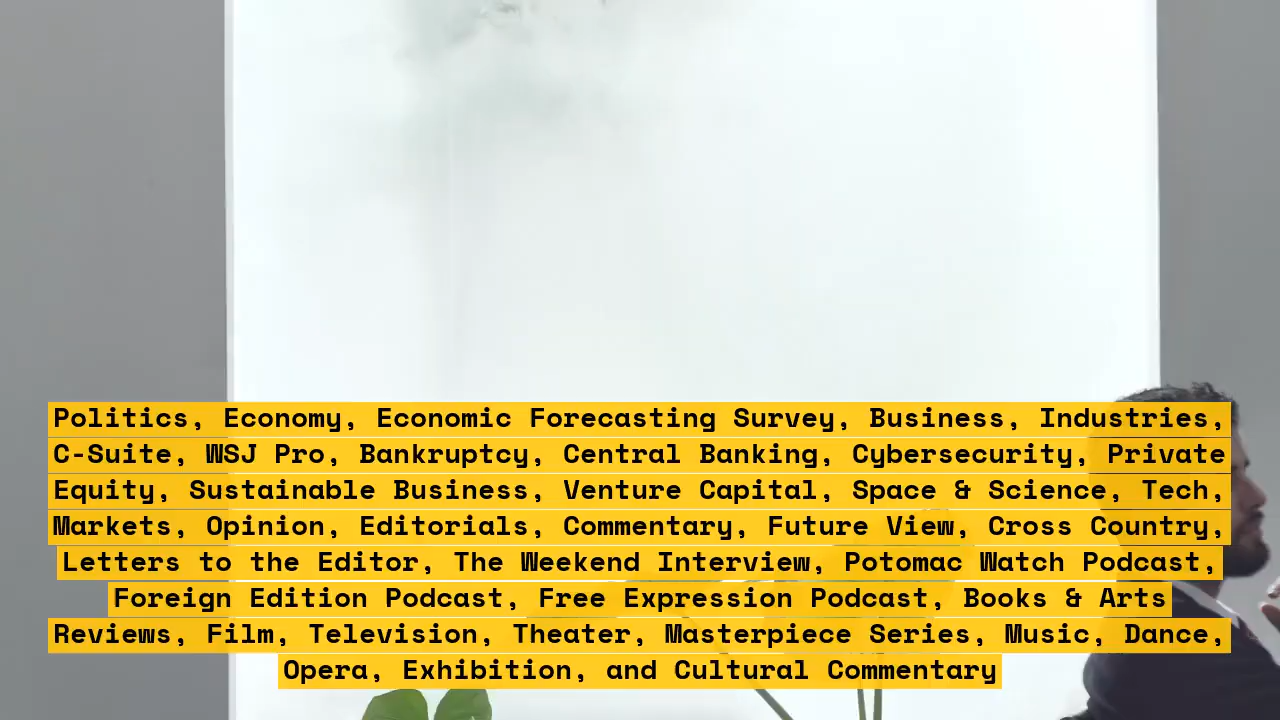 Politics, Economy, Economic Forecasting Survey, Business, Industries,
C-Suite, WSJ Pro, Bankruptcy, Central Banking, Cybersecurity, Private
Equity, Sustainable Business, Venture Capital, Space & Science, Tech,
Markets, Opinion, Editorials, Commentary, Future View, Cross Country,
Letters to the Editor, The Weekend Interview, Potomac Watch Podcast,
Foreign Edition Podcast, Free Expression Podcast, Books & Arts
Reviews, Film, Television, Theater, Masterpiece Series, Music, Dance,
Opera, Exhibition, and Cultural Commentary